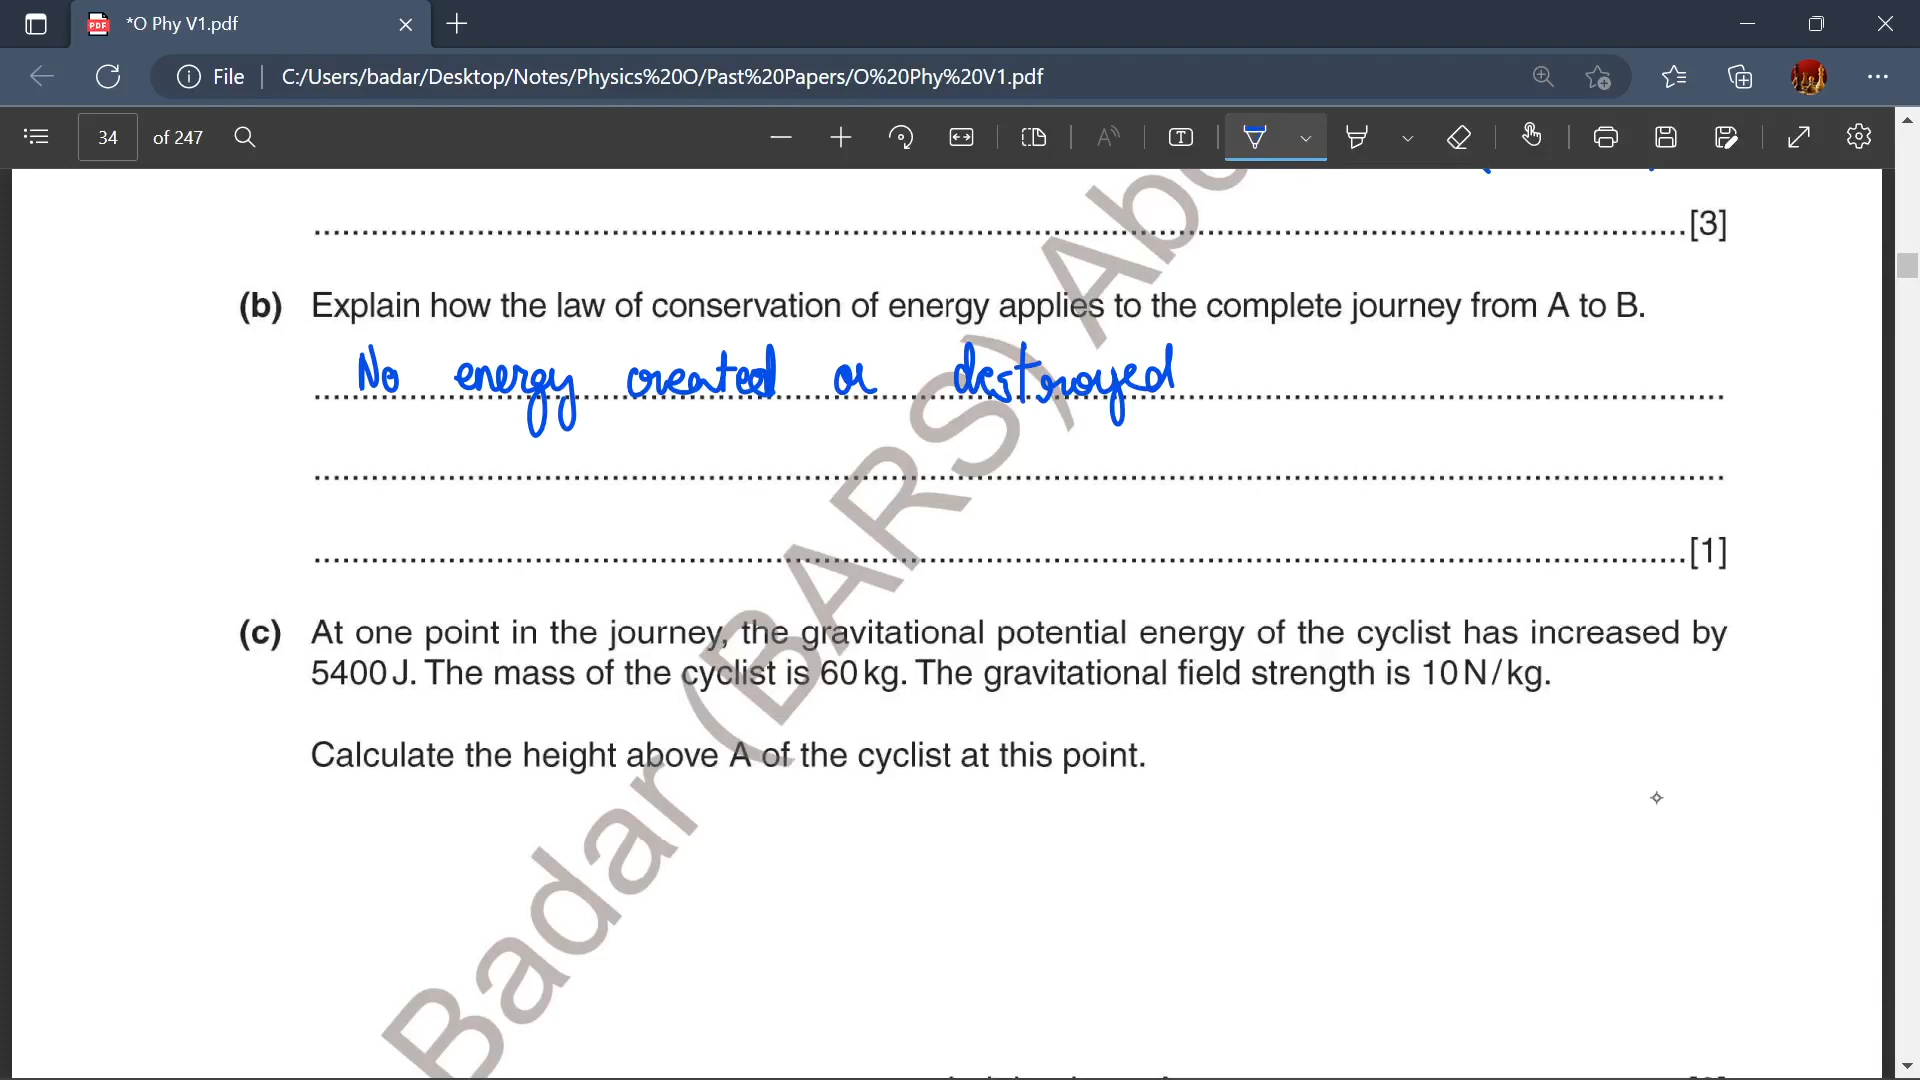 *O Phy V1.pdf
File C:/Users/badar/Desktop/Notes/Physics%20O/Past%20Papers/O%20Phy%20V1.pdf
34 of 247
[3]
(b) Explain how the law of conservation of energy applies to the complete journey from A to B.
No energy created or destroyed
[1]
(c) At one point in the journey, the gravitational potential energy of the cyclist has increased by
5400 J. The mass of the cyclist is 60 kg. The gravitational field strength is 10 N/kg.
Calculate the height above A of the cyclist at this point.
Badar (BARS) Abo